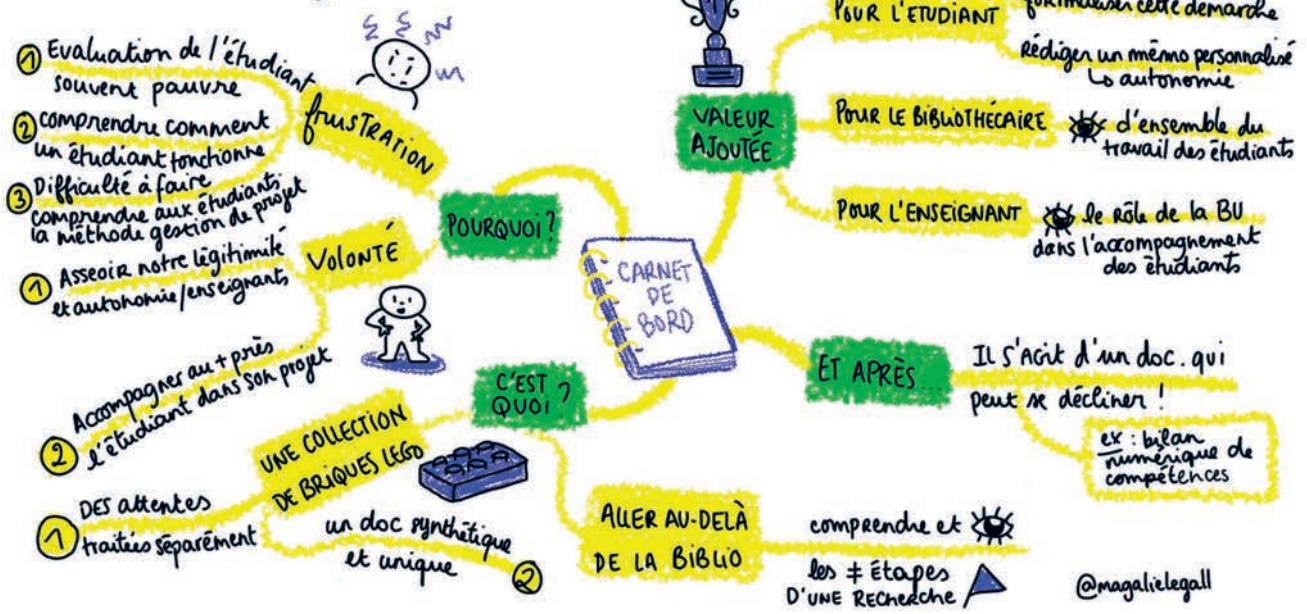 CARNET
DE
BORD
POURQUOI ?
frustration
1 Evaluation de l'étudiant
souvent pauvre
2 comprendre comment
un étudiant fonctionne
3 Difficulté à faire
comprendre aux étudiants
la méthode gestion de projet
VOLONTÉ
1 Asseoir notre légitimité
et autonomie/enseignants
2 Accompagner au + près
l'étudiant dans son projet
C'EST
QUOI ?
UNE COLLECTION
DE BRIQUES LEGO
1 DES attentes
traitées séparément
un doc synthétique
et unique 2
ALLER AU-DELÀ
DE LA BIBLIO
comprendre et
les ≠ étapes
D'UNE RECHERCHE
VALEUR
AJOUTÉE
POUR L'ETUDIANT
cette démarche
Rédiger un mémo personnalisé
↳ autonomie
POUR LE BIBLIOTHÉCAIRE
d'ensemble du
travail des étudiants
POUR L'ENSEIGNANT
le rôle de la BU
dans l'accompagnement
des étudiants
ET APRÈS
Il s'agit d'un doc. qui
peut se décliner !
ex : bilan
numérique de
compétences
@magalielegall